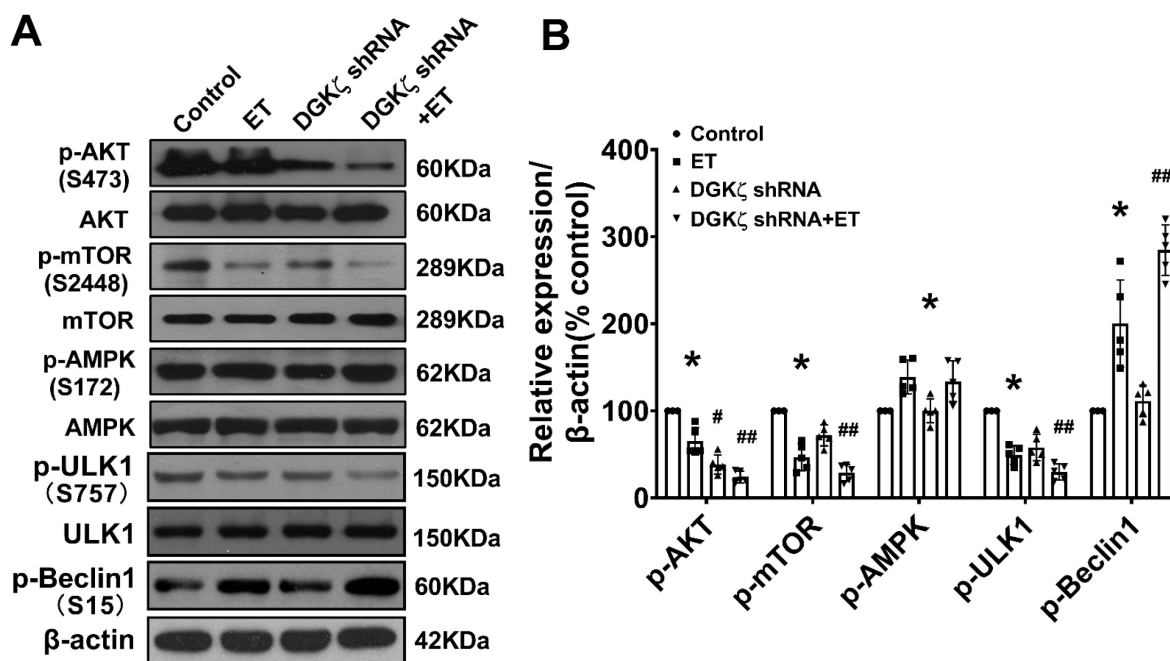 A
Control
ET
DGKζ shRNA
DGKζ shRNA
+ET
p-AKT
(S473)
60KDa
AKT
60KDa
p-mTOR
(S2448)
289KDa
mTOR
289KDa
p-AMPK
(S172)
62KDa
AMPK
62KDa
p-ULK1
(S757)
150KDa
ULK1
150KDa
p-Beclin1
(S15)
60KDa
β-actin
42KDa
B
Relative expression/
β-actin(% control)
400
300
200
100
0
Control
ET
DGKζ shRNA
DGKζ shRNA+ET
*
#
##
*
##
*
*
##
*
##
p-AKT
p-mTOR
p-AMPK
p-ULK1
p-Beclin1